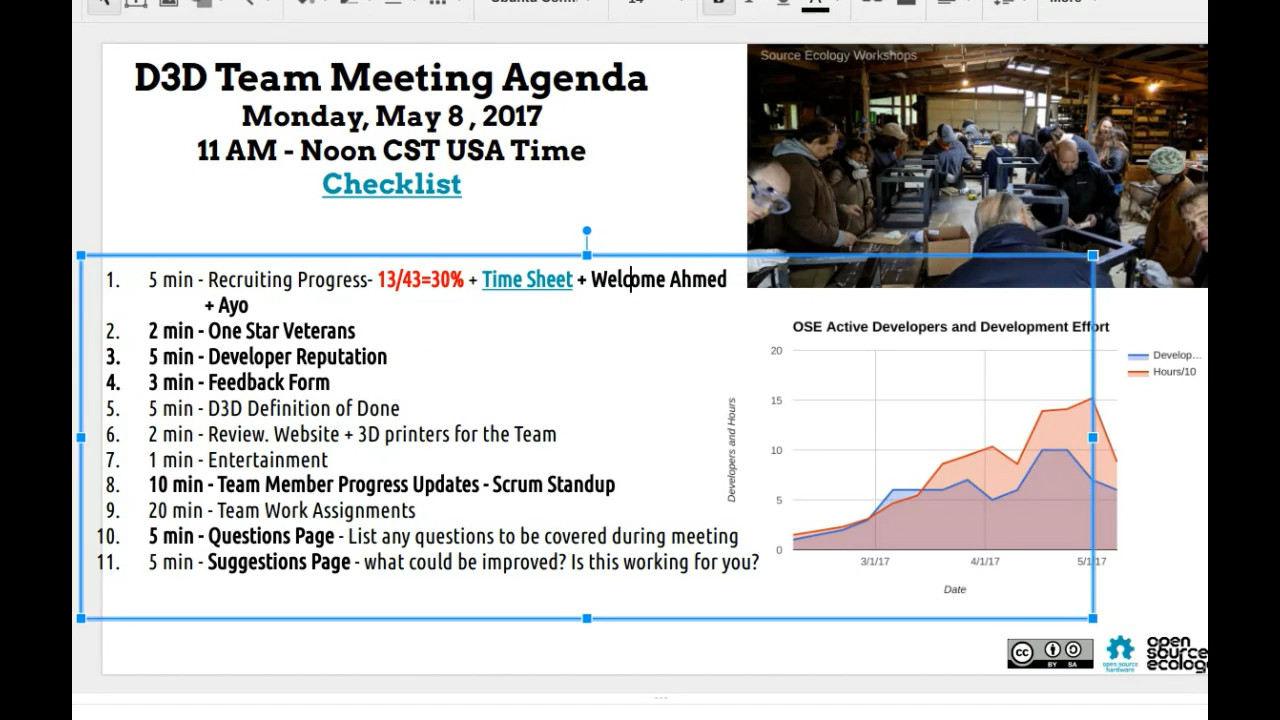 D3D Team Meeting Agenda
Monday, May 8 , 2017
11 AM - Noon CST USA Time
Checklist
Source Ecology Workshops
1. 5 min - Recruiting Progress- 13/43=30% + Time Sheet + Welcome Ahmed
+ Ayo
2. 2 min - One Star Veterans
3. 5 min - Developer Reputation
4. 3 min - Feedback Form
5. 5 min - D3D Definition of Done
6. 2 min - Review. Website + 3D printers for the Team
7. 1 min - Entertainment
8. 10 min - Team Member Progress Updates - Scrum Standup
9. 20 min - Team Work Assignments
10. 5 min - Questions Page - List any questions to be covered during meeting
11. 5 min - Suggestions Page - what could be improved? Is this working for you?
OSE Active Developers and Development Effort
Develop...
Hours/10
Developers and Hours
20
15
10
5
0
3/1/17
4/1/17
5/1/17
Date
CC
BY SA
open source
hardware
open
source
ecology